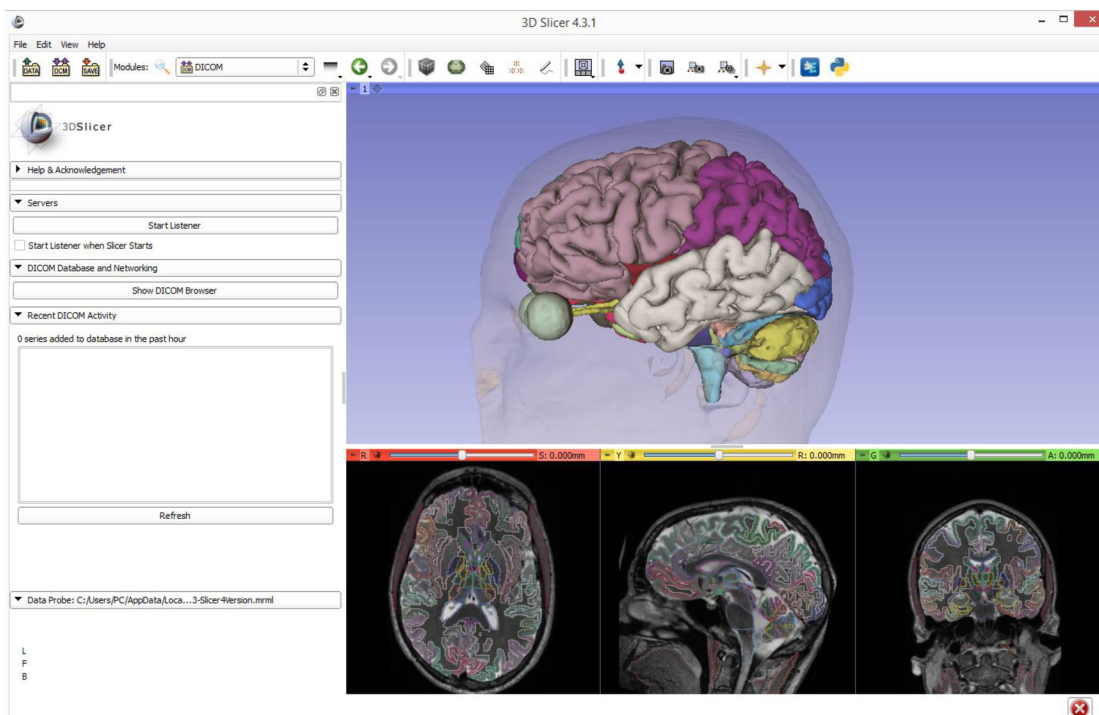 3D Slicer 4.3.1
File Edit View Help
DATA DCM SAVE Modules: DICOM
1
3DSlicer
Help & Acknowledgement
Servers
Start Listener
Start Listener when Slicer Starts
DICOM Database and Networking
Show DICOM Browser
Recent DICOM Activity
0 series added to database in the past hour
R S: 0.000mm Y R: 0.000mm G A: 0.000mm
Refresh
Data Probe: C:/Users/PC/AppData/Loca...3-Slicer4Version.mrml
L
F
B